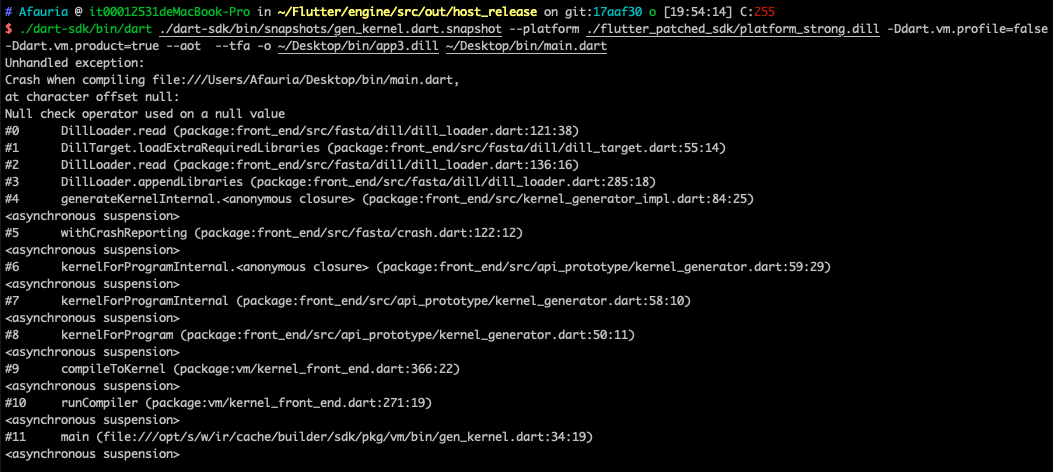 # Afauria @ it00012531deMacBook-Pro in ~/Flutter/engine/src/out/host_release on git:17aaf30 o [19:54:14] C:255
$ ./dart-sdk/bin/dart ./dart-sdk/bin/snapshots/gen_kernel.dart.snapshot --platform ./flutter_patched_sdk/platform_strong.dill -Ddart.vm.profile=false
-Ddart.vm.product=true --aot  --tfa -o ~/Desktop/bin/app3.dill ~/Desktop/bin/main.dart
Unhandled exception:
Crash when compiling file:///Users/Afauria/Desktop/bin/main.dart,
at character offset null:
Null check operator used on a null value
#0      DillLoader.read (package:front_end/src/fasta/dill/dill_loader.dart:121:38)
#1      DillTarget.loadExtraRequiredLibraries (package:front_end/src/fasta/dill/dill_target.dart:55:14)
#2      DillLoader.read (package:front_end/src/fasta/dill/dill_loader.dart:136:16)
#3      DillLoader.appendLibraries (package:front_end/src/fasta/dill/dill_loader.dart:285:18)
#4      generateKernelInternal.<anonymous closure> (package:front_end/src/kernel_generator_impl.dart:84:25)
<asynchronous suspension>
#5      withCrashReporting (package:front_end/src/fasta/crash.dart:122:12)
<asynchronous suspension>
#6      kernelForProgramInternal.<anonymous closure> (package:front_end/src/api_prototype/kernel_generator.dart:59:29)
<asynchronous suspension>
#7      kernelForProgramInternal (package:front_end/src/api_prototype/kernel_generator.dart:58:10)
<asynchronous suspension>
#8      kernelForProgram (package:front_end/src/api_prototype/kernel_generator.dart:50:11)
<asynchronous suspension>
#9      compileToKernel (package:vm/kernel_front_end.dart:366:22)
<asynchronous suspension>
#10     runCompiler (package:vm/kernel_front_end.dart:271:19)
<asynchronous suspension>
#11     main (file:///opt/s/w/ir/cache/builder/sdk/pkg/vm/bin/gen_kernel.dart:34:19)
<asynchronous suspension>